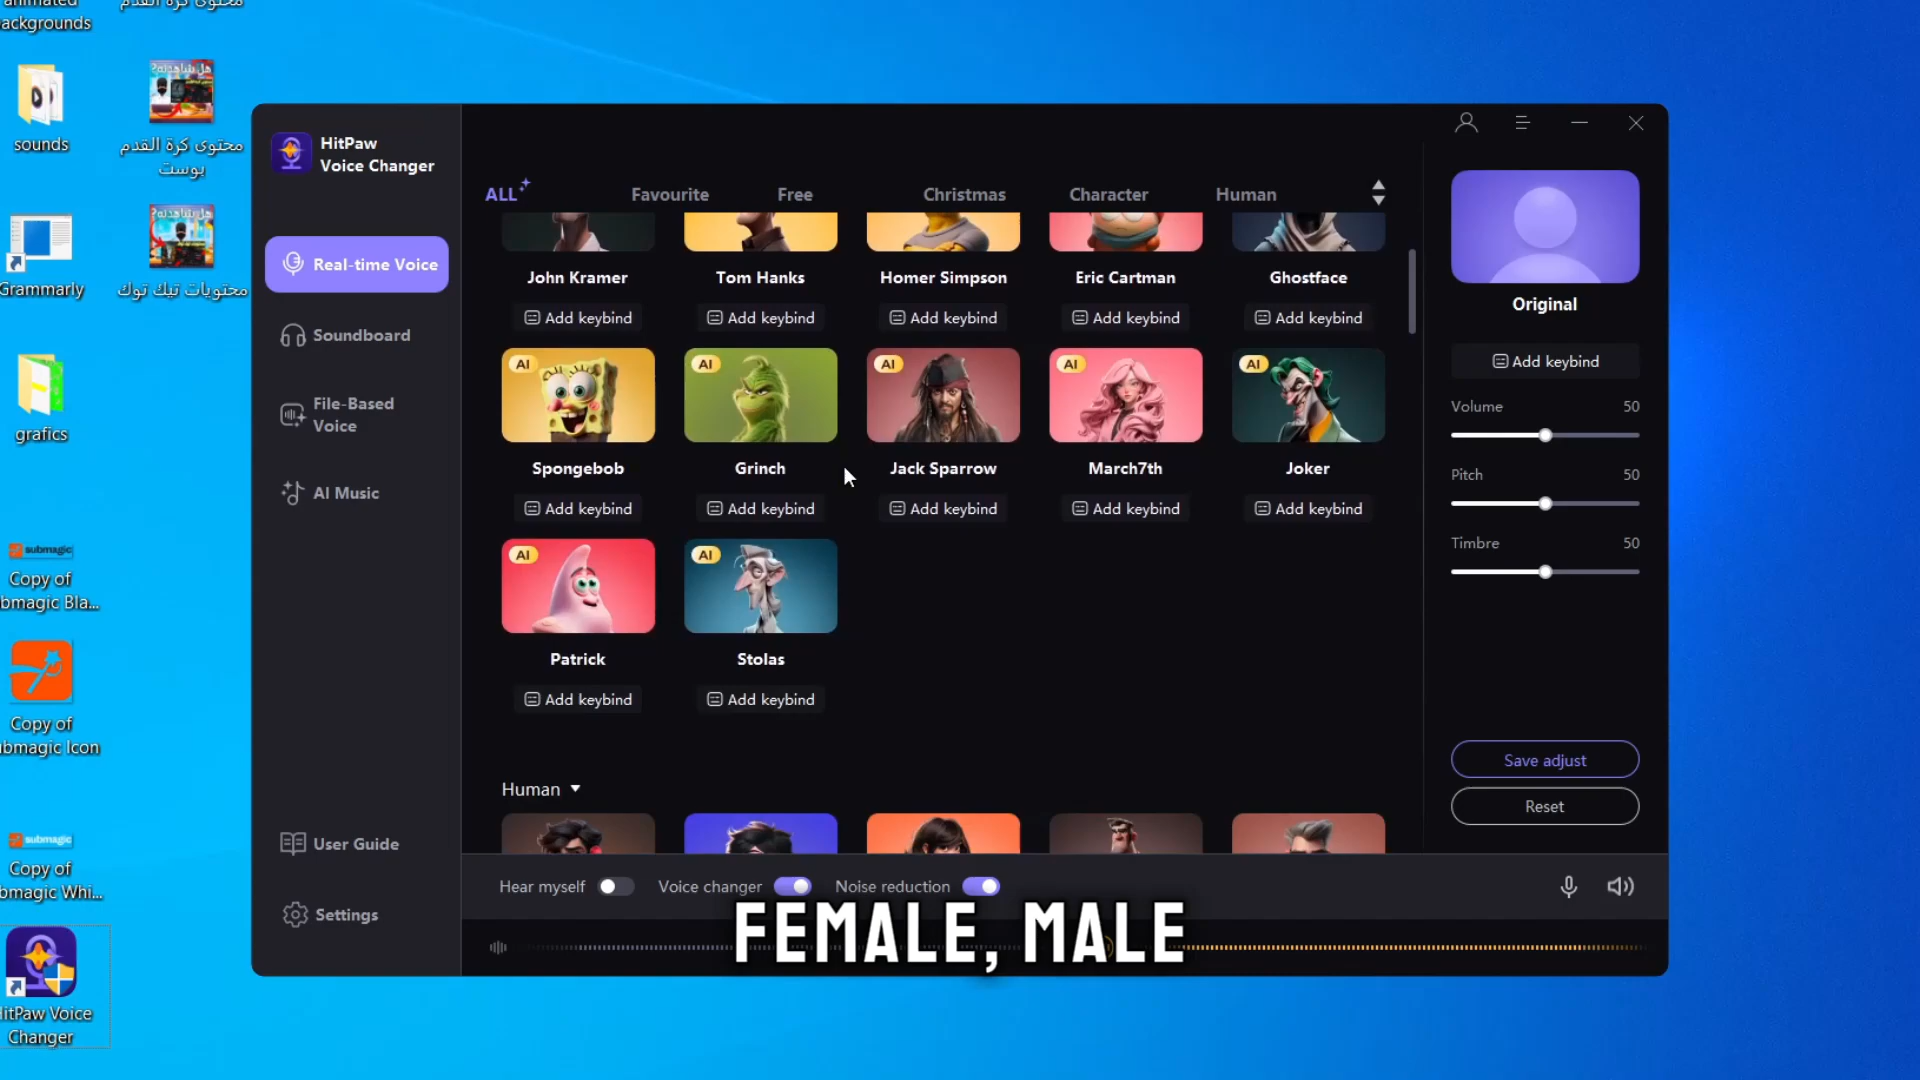 animated
ackgrounds
محتوى كرة القدم
sounds
محتوى كرة القدم
بوست
Grammarly
محتويات تيك توك
grafics
submagic
Copy of
bmagic Bla...
Copy of
ubmagic Icon
submagic
Copy of
bmagic Whi...
HitPaw Voice
Changer
هل شاهدته؟
هل شاهدته؟
HitPaw
Voice Changer
Real-time Voice
Soundboard
File-Based
Voice
AI Music
User Guide
Settings
ALL
Favourite
Free
Christmas
Character
Human
John Kramer
Tom Hanks
Homer Simpson
Eric Cartman
Ghostface
Add keybind
Add keybind
Add keybind
Add keybind
Add keybind
AI
AI
AI
AI
AI
Spongebob
Grinch
Jack Sparrow
March7th
Joker
Add keybind
Add keybind
Add keybind
Add keybind
Add keybind
AI
AI
Patrick
Stolas
Add keybind
Add keybind
Human
Original
Add keybind
Volume 50
Pitch 50
Timbre 50
Save adjust
Reset
Hear myself
Voice changer
Noise reduction
FEMALE, MALE